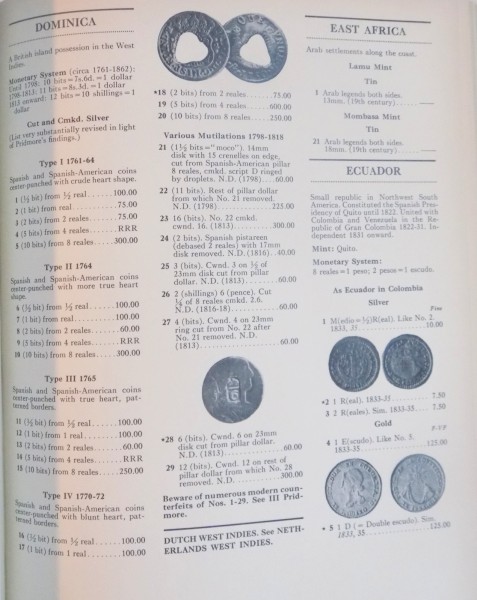 DOMINICA
A British island possession in the West
Indies.
Monetary System (circa 1761-1862):
Until 1798: 10 bits=7s.6d. =1 dollar
1798-1813: 11 bits=8s.3d. =1 dollar
1813 onward: 12 bits=10 shillings=1
dollar
Cut and Cmkd. Silver
(List very substantially revised in light
of Pridmore's findings.)
Type I 1761-64
Spanish and Spanish-American coins
center-punched with crude heart shape.
1 (1½ bits) from ½ real ........ 100.00
2 (1 bit) from real ........ 75.00
3 (2 bits) from 2 reales ........ 75.00
4 (5 bits) from 4 reales ........ RRR
5 (10 bits) from 8 reales ..... 300.00
Type II 1764
Spanish and Spanish-American coins
center-punched with more true heart
shape.
6 (½ bit) from ½ real ........ 100.00
7 (1 bit) from real ........ 100.00
8 (2 bits) from 2 reales ........ 60.00
9 (5 bits) from 4 reales ........ RRR
10 (10 bits) from 8 reales ... 300.00
Type III 1765
Spanish and Spanish-American coins
center-punched with true heart, pat-
terned borders.
11 (½ bit) from ½ real ...... 100.00
12 (1 bit) from 1 real ........ 100.00
13 (2 bits) from 2 reales ...... 60.00
14 (5 bits) from 4 reales ...... RRR
15 (10 bits) from 8 reales .... 250.00
Type IV 1770-72
Spanish and Spanish-American coins
center-punched with blunt heart, pat-
terned borders.
16 (½ bit) from ½ real ...... 100.00
17 (1 bit) from 1 real ........ 100.00
*18 (2 bits) from 2 reales ...... 75.00
19 (5 bits) from 4 reales ...... 600.00
20 (10 bits) from 8 reales .... 250.00
Various Mutilations 1798-1818
21 (1½ bits="moco"). 14mm
disk with 15 crenelles on edge,
cut from Spanish-American pillar
8 reales, cmkd. script D ringed
by droplets. N.D. (1798) ..... 60.00
22 (11 bits). Rest of pillar dollar
from which No. 21 removed.
N.D. (1798) ........ 225.00
23 16 (bits). No. 22 cmkd.
cwnd. 16. (1813) ........ 300.00
24 (2 bits). Spanish pistareen
(debased 2 reales) with 17mm
disk removed. N.D. (1816) .. 40.00
25 3 (bits). Cwnd. 3 on ⅓ of
23mm disk cut from pillar
dollar. N.D. (1813) ........ 60.00
26 2 (shillings) 6 (pence). Cut
¼ of 8 reales cmkd. 2.6.
N.D. (1816-18) ........ 60.00
27 4 (bits). Cwnd. 4 on 23mm
ring cut from No. 22 after
No. 21 removed. N.D.
(1813) ........ 60.00
*28 6 (bits). Cwnd. 6 on 23mm
disk cut from pillar dollar.
N.D. (1813) ........ 60.00
29 12 (bits). Cwnd. 12 on rest of
pillar dollar from which No. 28
removed. N.D. ........ 300.00
Beware of numerous modern coun-
terfeits of Nos. 1-29. See III Prid-
more.
DUTCH WEST INDIES. See NETH-
ERLANDS WEST INDIES.
EAST AFRICA
Arab settlements along the coast.
Lamu Mint
Tin
1 Arab legends both sides.
13mm. (19th century) ........
Mombasa Mint
Tin
21 Arab legends both sides.
18mm. (19th century) ........
ECUADOR
Small republic in Northwest South
America. Constituted the Spanish Presi-
dency of Quito until 1822. United with
Colombia and Venezuela in the Re-
public of Gran Colombia 1822-31. In-
dependent 1831 onward.
Mint: Quito.
Monetary System:
8 reales=1 peso; 2 pesos=1 escudo.
As Ecuador in Colombia
Silver
Fine
1 M(edio=½)R(eal). Like No. 2.
1833, 35 ........ 10.00
*2 1 R(eal). 1833-35 ........ 7.50
3 2 R(eales). Sim. 1833-35 .... 7.50
Gold
F-VF
4 1 E(scudo). Like No. 5.
1833-35 ........ 125.00
*5 1 D (=Double escudo). Sim.
1833, 35 ........ 125.00